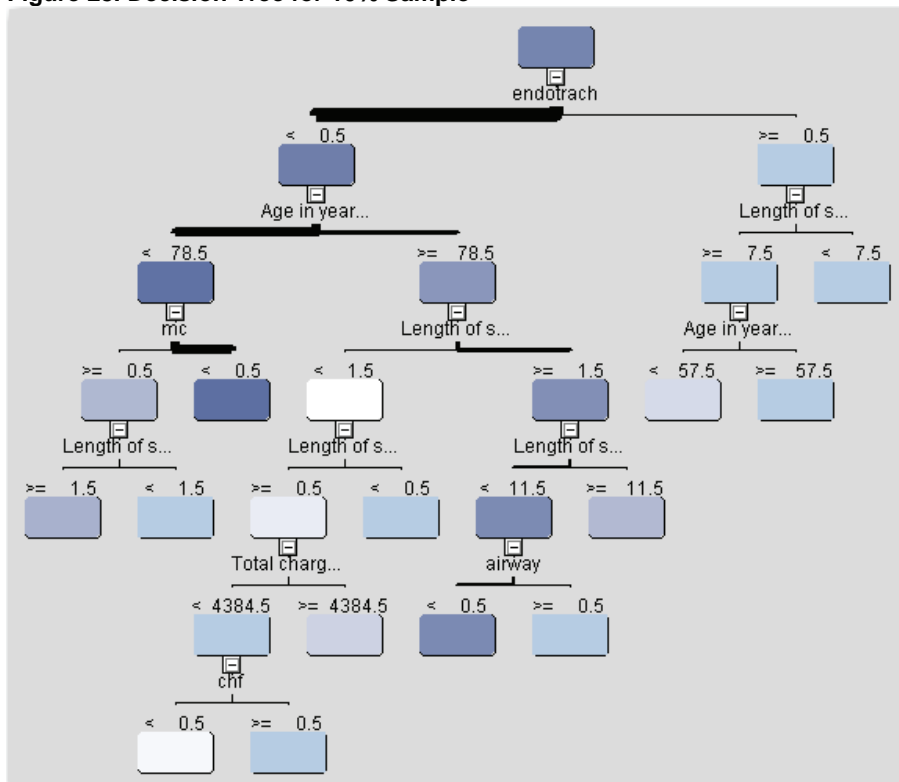 Figure Decision Tree for Sample
endotrach
< 0.5 >= 0.5
Age in year... Length of s...
< 78.5 >= 78.5 >= 7.5 < 7.5
mc Length of s... Age in year...
>= 0.5 < 0.5 < 1.5 >= 1.5 < 57.5 >= 57.5
Length of s... Length of s... Length of s...
>= 1.5 < 1.5 >= 0.5 < 0.5 < 11.5 >= 11.5
Total charg... airway
< 4384.5 >= 4384.5 < 0.5 >= 0.5
chf
< 0.5 >= 0.5